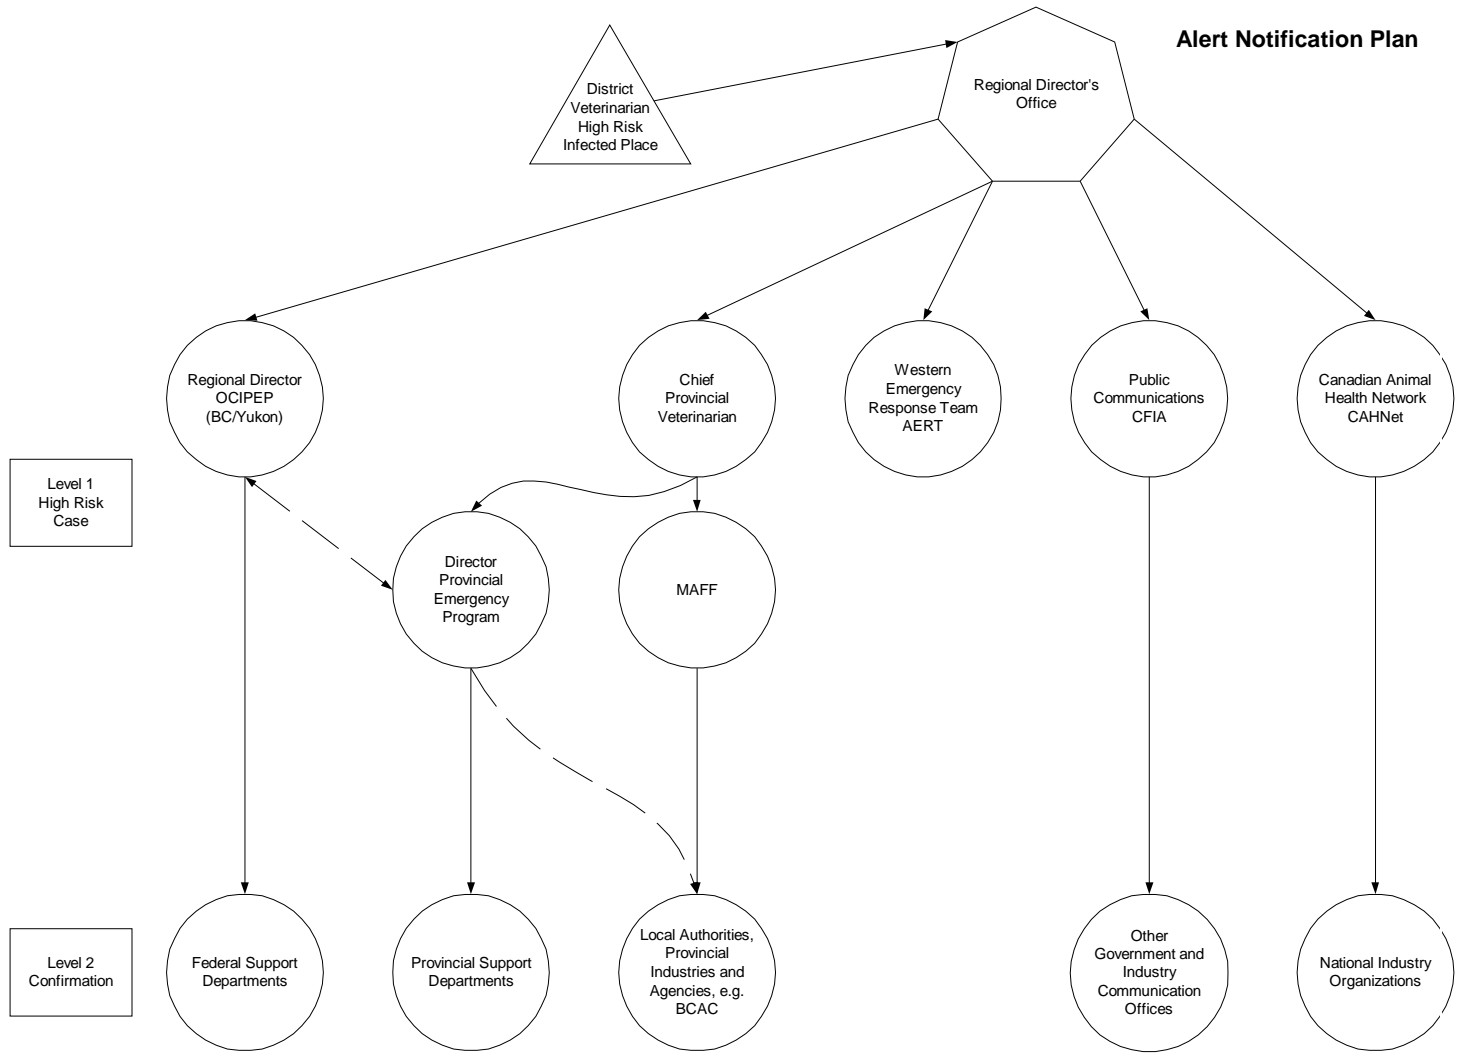 Alert Notification Plan
District
Veterinarian
High Risk
Infected Place
Regional Director's
Office
Regional Director
OCIPEP
(BC/Yukon)
Chief
Provincial
Veterinarian
Western
Emergency
Response Team
AERT
Public
Communications
CFIA
Canadian Animal
Health Network
CAHNet
Level 1
High Risk
Case
Director
Provincial
Emergency
Program
MAFF
Level 2
Confirmation
Federal Support
Departments
Provincial Support
Departments
Local Authorities,
Provincial
Industries and
Agencies, e.g.
BCAC
Other
Government and
Industry
Communication
Offices
National Industry
Organizations